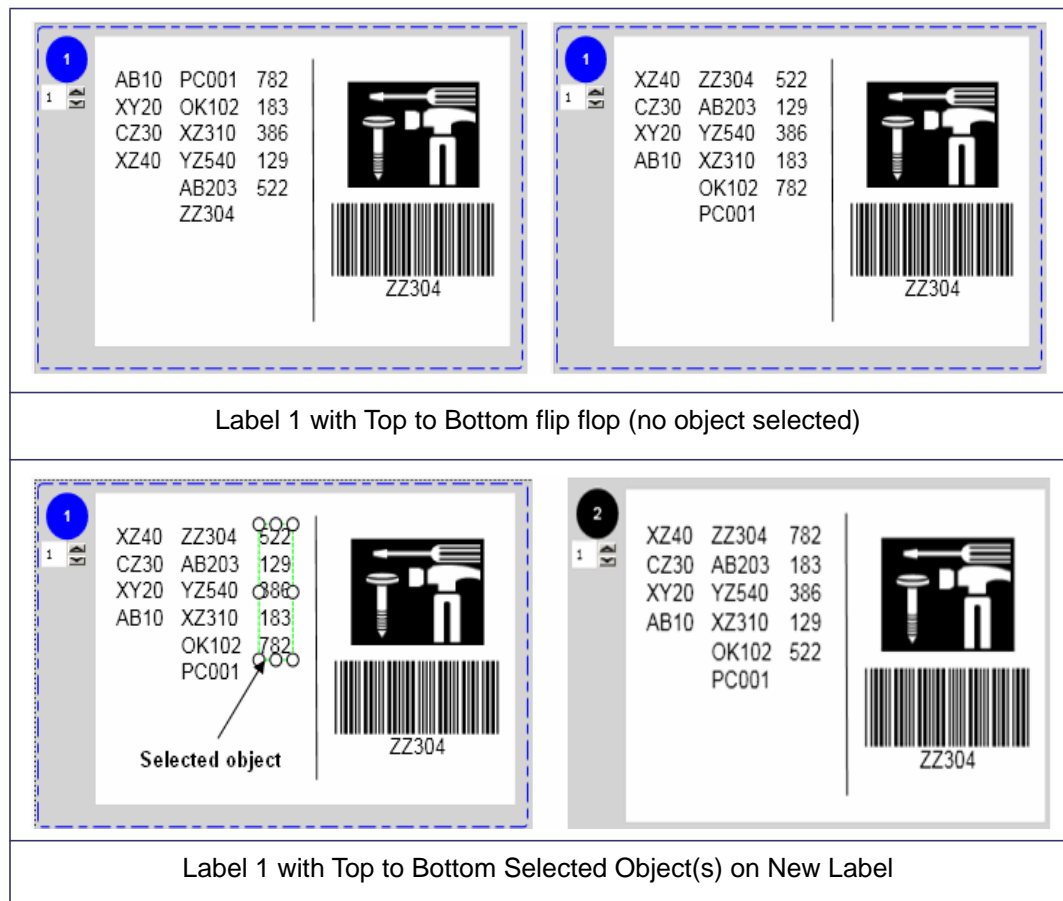 1
1
AB10 PC001 782
XY20 OK102 183
CZ30 XZ310 386
XZ40 YZ540 129
AB203 522
ZZ304
ZZ304
1
1
XZ40 ZZ304 522
CZ30 AB203 129
XY20 YZ540 386
AB10 XZ310 183
OK102 782
PC001
ZZ304
Label 1 with Top to Bottom flip flop (no object selected)
1
1
XZ40 ZZ304 522
CZ30 AB203 129
XY20 YZ540 386
AB10 XZ310 183
OK102 782
PC001
Selected object
ZZ304
2
1
XZ40 ZZ304 782
CZ30 AB203 183
XY20 YZ540 386
AB10 XZ310 129
OK102 522
PC001
ZZ304
Label 1 with Top to Bottom Selected Object(s) on New Label